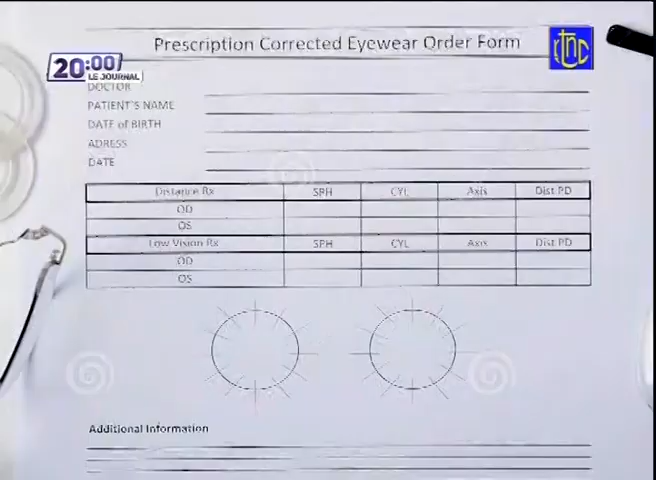 Prescription Corrected Eyewear Order Form
rtnc
20:00
LE JOURNAL
DOCTOR
PATIENT'S NAME
DATE of BIRTH
ADRESS
DATE
Distance Rx SPH CYL Axis Dist PD
OD
OS
Low Vision Rx SPH CYL Axis Dist PD
OD
OS
Additional Information